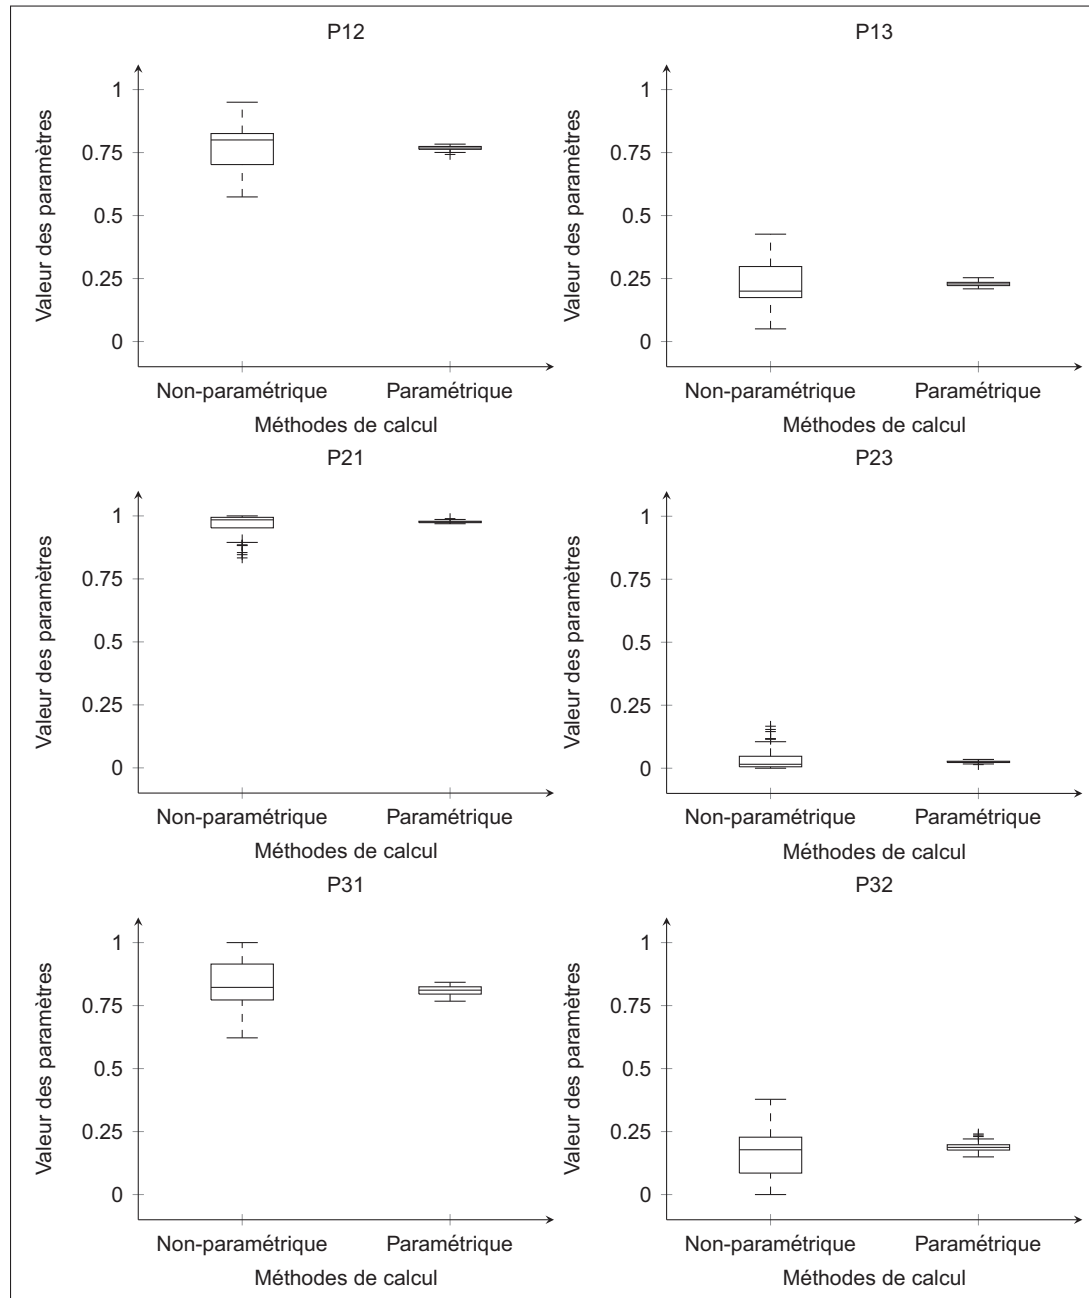 P12
Valeur des paramètres
1
0.75
0.5
0.25
0
Non-paramétrique Paramétrique
Méthodes de calcul
P13
Valeur des paramètres
1
0.75
0.5
0.25
0
Non-paramétrique Paramétrique
Méthodes de calcul
P21
Valeur des paramètres
1
0.75
0.5
0.25
0
Non-paramétrique Paramétrique
Méthodes de calcul
P23
Valeur des paramètres
1
0.75
0.5
0.25
0
Non-paramétrique Paramétrique
Méthodes de calcul
P31
Valeur des paramètres
1
0.75
0.5
0.25
0
Non-paramétrique Paramétrique
Méthodes de calcul
P32
Valeur des paramètres
1
0.75
0.5
0.25
0
Non-paramétrique Paramétrique
Méthodes de calcul